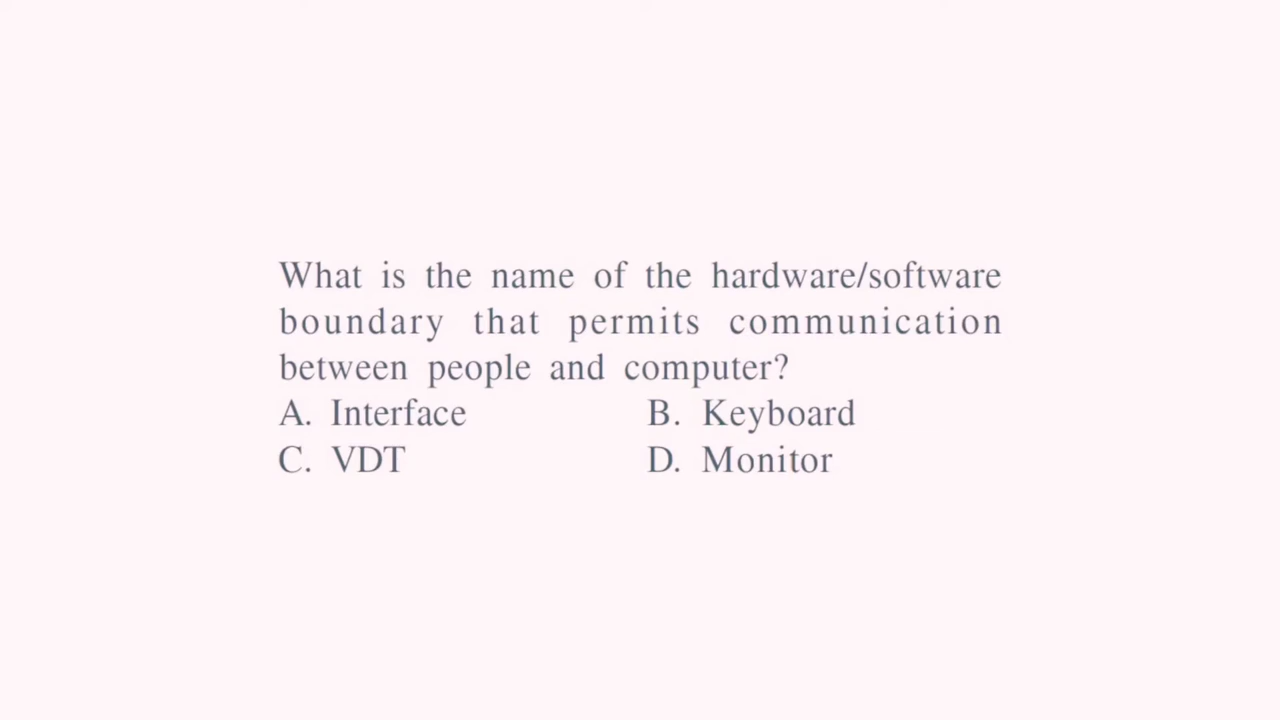 What is the name of the hardware/software
boundary that permits communication
between people and computer?
A. Interface B. Keyboard
C. VDT D. Monitor